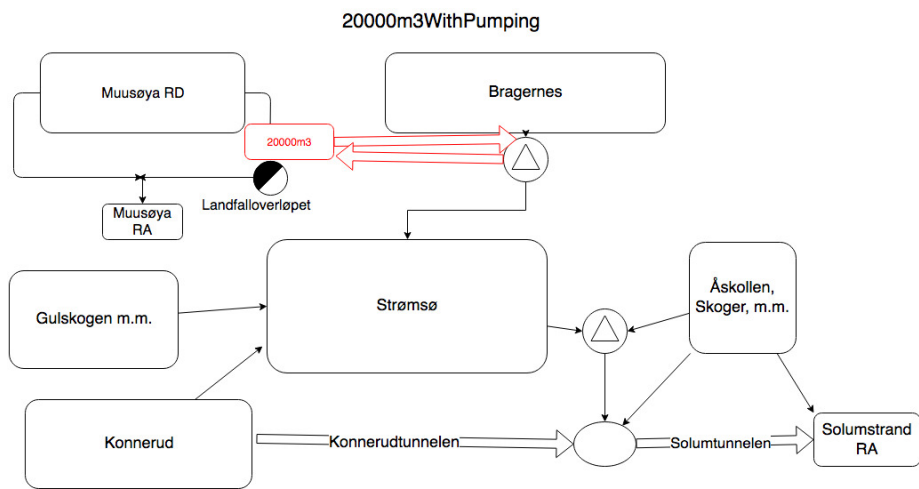 20000m3WithPumping
Muusøya RD
Bragernes
20000m3
Landfalloverløpet
Muusøya
RA
Strømsø
Åskollen,
Skoger, m.m.
Gulskogen m.m.
Konnerud
Konnerudtunnelen
Solumtunnelen
Solumstrand
RA